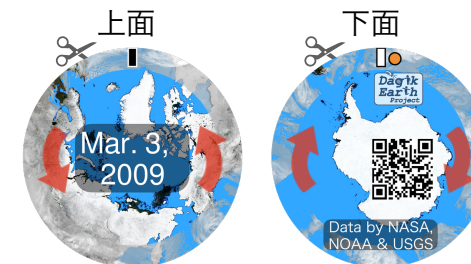 上面
下面
Mar. 3,
2009
Dagik
Earth
Project
Data by NASA,
NOAA & USGS